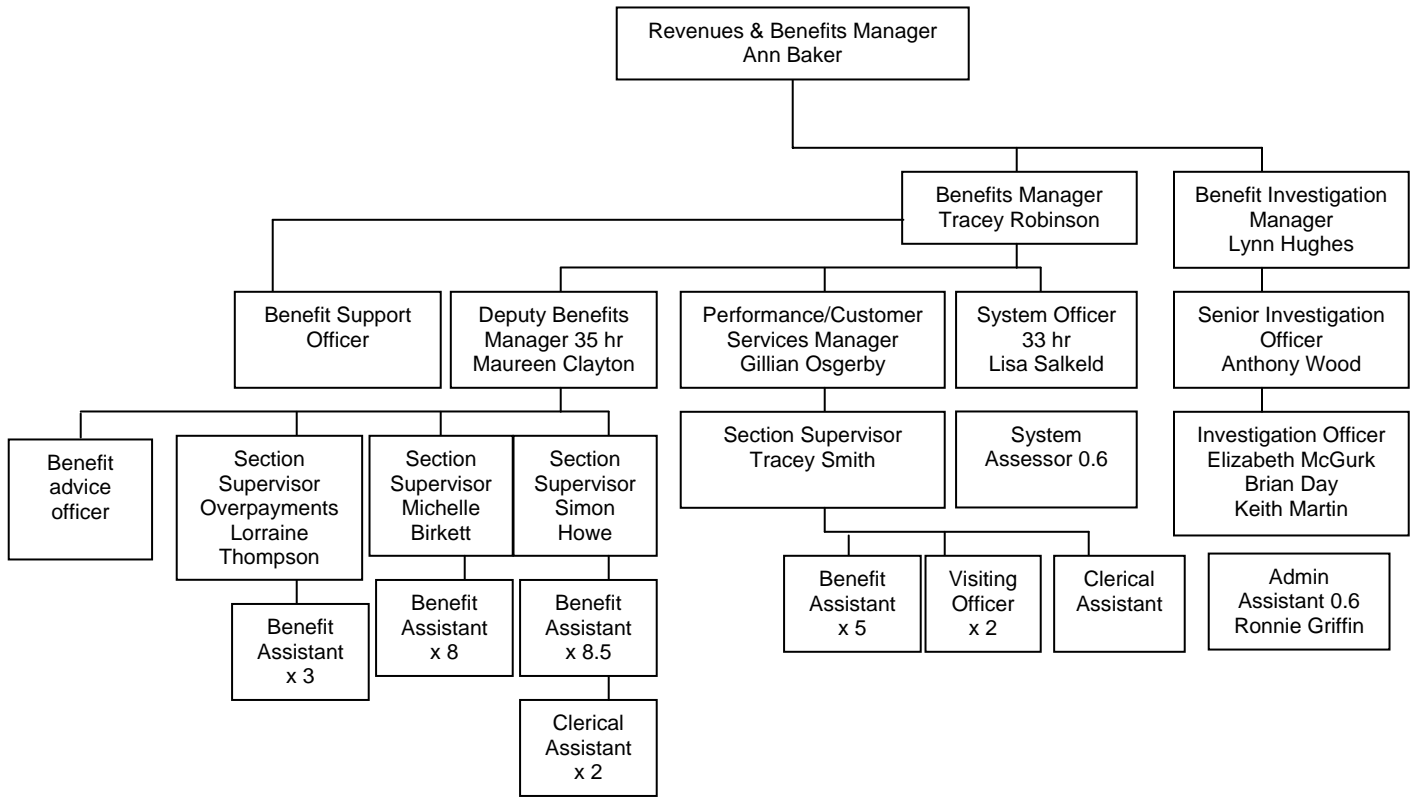 Revenues & Benefits Manager
Ann Baker
Benefits Manager
Tracey Robinson
Benefit Investigation
Manager
Lynn Hughes
Benefit Support
Officer
Deputy Benefits
Manager 35 hr
Maureen Clayton
Performance/Customer
Services Manager
Gillian Osgerby
System Officer
33 hr
Lisa Salkeld
Senior Investigation
Officer
Anthony Wood
Benefit
advice
officer
Section
Supervisor
Overpayments
Lorraine
Thompson
Section
Supervisor
Michelle
Birkett
Section
Supervisor
Simon
Howe
Section Supervisor
Tracey Smith
System
Assessor 0.6
Investigation Officer
Elizabeth McGurk
Brian Day
Keith Martin
Benefit
Assistant
x 3
Benefit
Assistant
x 8
Benefit
Assistant
x 8.5
Benefit
Assistant
x 5
Visiting
Officer
x 2
Clerical
Assistant
Admin
Assistant 0.6
Ronnie Griffin
Clerical
Assistant
x 2